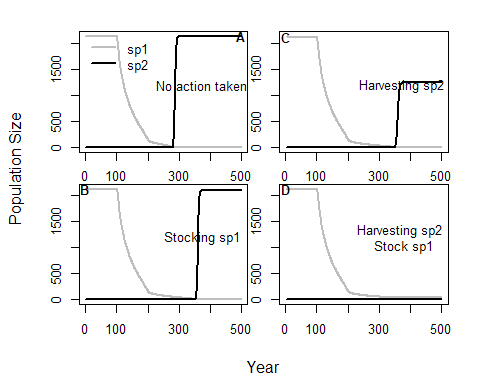 A
sp1
sp2
No action taken
0
500
1500
0
100
300
500
C
Harvesting sp2
0
500
1500
0
100
300
500
B
Stocking sp1
0
500
1500
0
100
300
500
D
Harvesting sp2
Stock sp1
0
500
1500
0
100
300
500
Population Size
Year